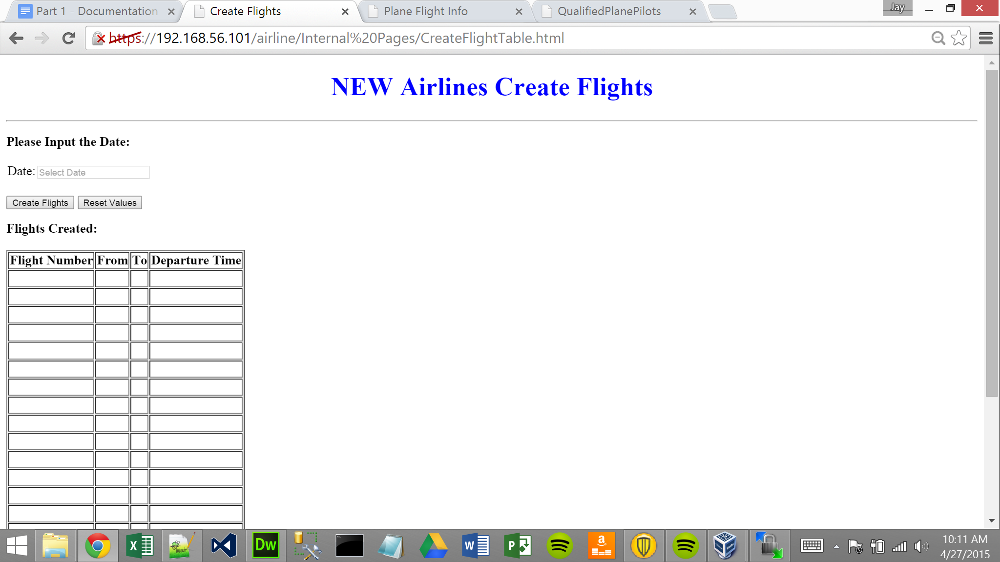 Part 1 - Documentation
Create Flights
Plane Flight Info
QualifiedPlanePilots
Jay
https://192.168.56.101/airline/Internal%20Pages/CreateFlightTable.html
NEW Airlines Create Flights
Please Input the Date:
Date: Select Date
Create Flights Reset Values
Flights Created:
Flight Number From To Departure Time
Dw
a
10:11 AM
4/27/2015